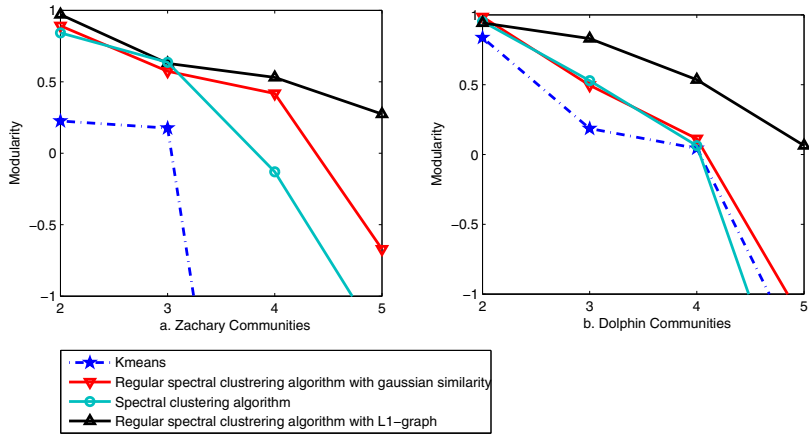 1
0.5
0
−0.5
−1
Modularity
2
3
4
5
a. Zachary Communities
1
0.5
0
−0.5
−1
Modularity
2
3
4
5
b. Dolphin Communities
Kmeans
Regular spectral clustrering algorithm with gaussian similarity
Spectral clustering algorithm
Regular spectral clustrering algorithm with L1−graph